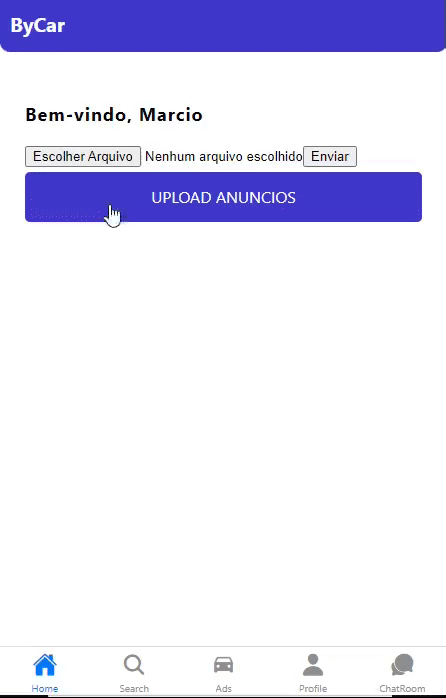 ByCar
Bem-vindo, Marcio
Escolher Arquivo Nenhum arquivo escolhido Enviar
UPLOAD ANUNCIOS
Home Search Ads Profile ChatRoom